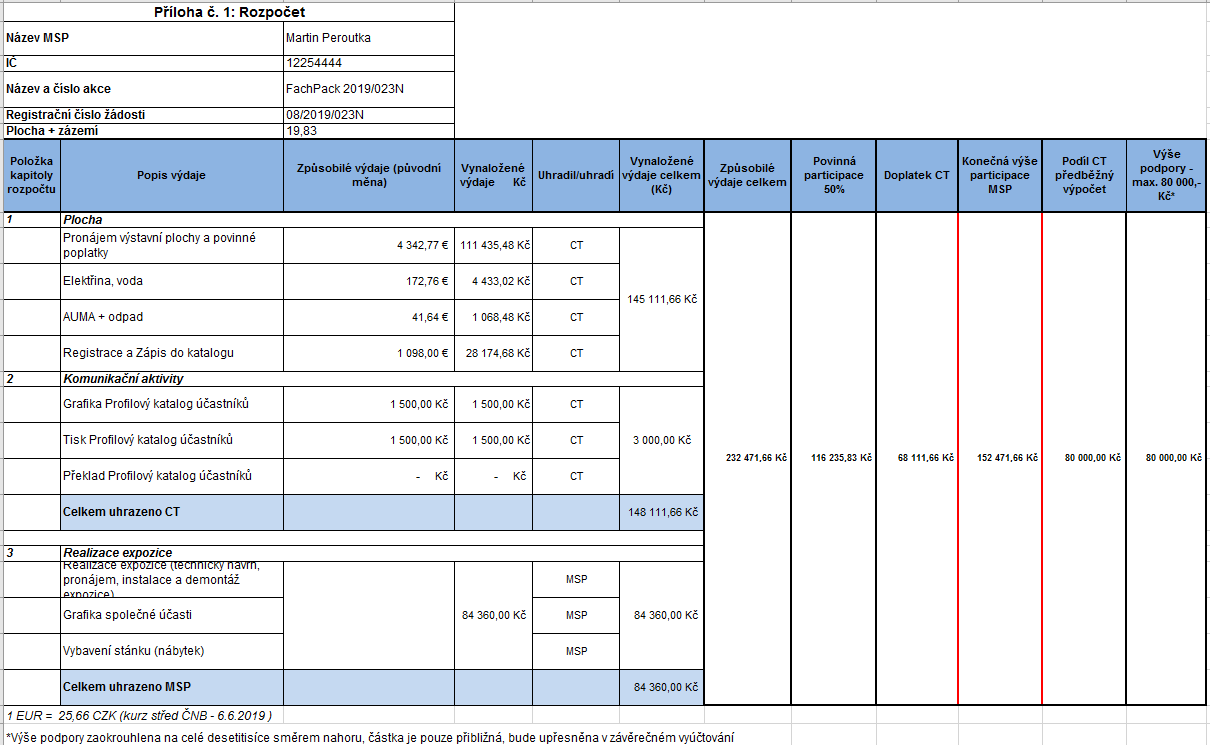 Příloha č. 1: Rozpočet
Název MSP Martin Peroutka
IČ 12254444
Název a číslo akce FachPack 2019/023N
Registrační číslo žádosti 08/2019/023N
Plocha + zázemí 19,83
Položka kapitoly rozpočtu Popis výdaje Způsobilé výdaje (původní měna) Vynaložené výdaje Kč Uhradil/uhradí Vynaložené výdaje celkem (Kč) Způsobilé výdaje celkem Povinná participace 50% Doplatek CT Konečná výše participace MSP Podíl CT předběžný výpočet Výše podpory - max. 80 000,- Kč*
1 Plocha
Pronájem výstavní plochy a povinné poplatky 4 342,77 € 111 435,48 Kč CT
Elektřina, voda 172,76 € 4 433,02 Kč CT
145 111,66 Kč
AUMA + odpad 41,64 € 1 068,48 Kč CT
Registrace a Zápis do katalogu 1 098,00 € 28 174,68 Kč CT
2 Komunikační aktivity
Grafika Profilový katalog účastníků 1 500,00 Kč 1 500,00 Kč CT
Tisk Profilový katalog účastníků 1 500,00 Kč 1 500,00 Kč CT 3 000,00 Kč
232 471,66 Kč 116 235,83 Kč 68 111,66 Kč 152 471,66 Kč 80 000,00 Kč 80 000,00 Kč
Překlad Profilový katalog účastníků - Kč - Kč CT
Celkem uhrazeno CT 148 111,66 Kč
3 Realizace expozice
Realizace expozice (technický návrh, pronájem, instalace a demontáž expozice) MSP
Grafika společné účasti 84 360,00 Kč MSP 84 360,00 Kč
Vybavení stánku (nábytek) MSP
Celkem uhrazeno MSP 84 360,00 Kč
1 EUR = 25,66 CZK (kurz střed ČNB - 6.6.2019 )
*Výše podpory zaokrouhlena na celé desetitisíce směrem nahoru, částka je pouze přibližná, bude upřesněna v závěrečném vyúčtování